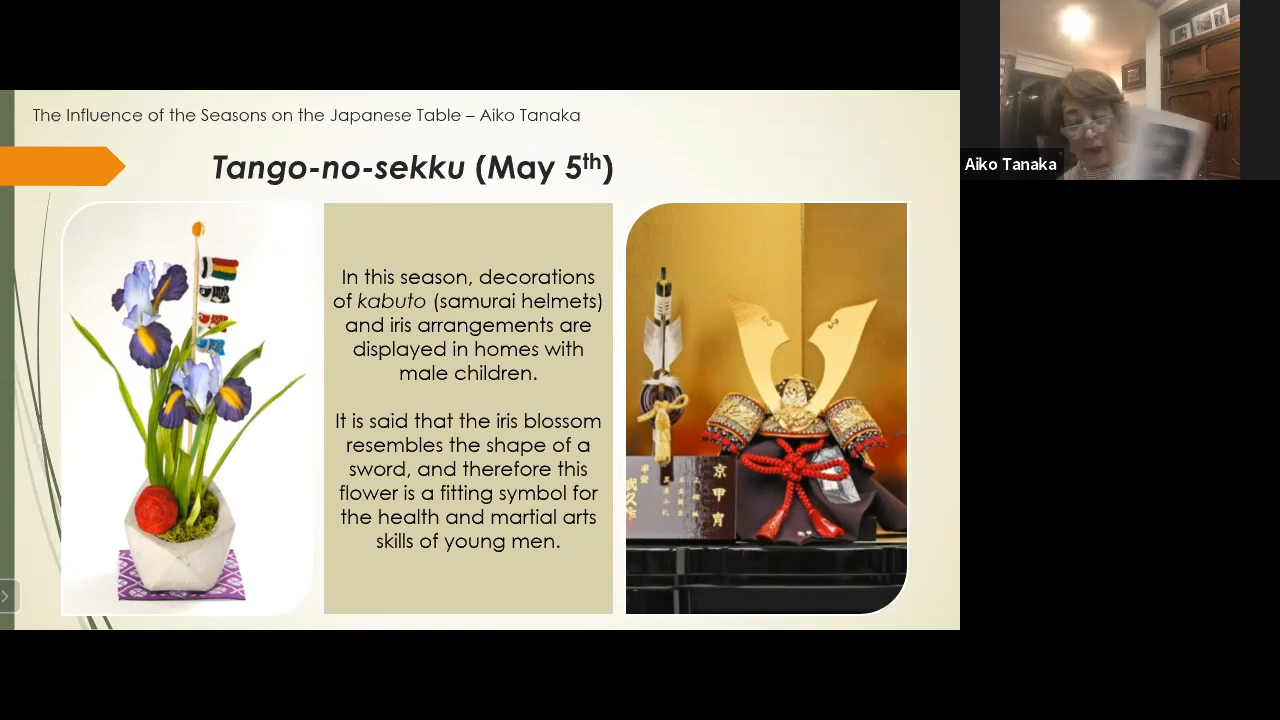 The Influence of the Seasons on the Japanese Table – Aiko Tanaka
Tango-no-sekku (May 5th)
In this season, decorations
of kabuto (samurai helmets)
and iris arrangements are
displayed in homes with
male children.
It is said that the iris blossom
resembles the shape of a
sword, and therefore this
flower is a fitting symbol for
the health and martial arts
skills of young men.
京甲冑
平安
Aiko Tanaka